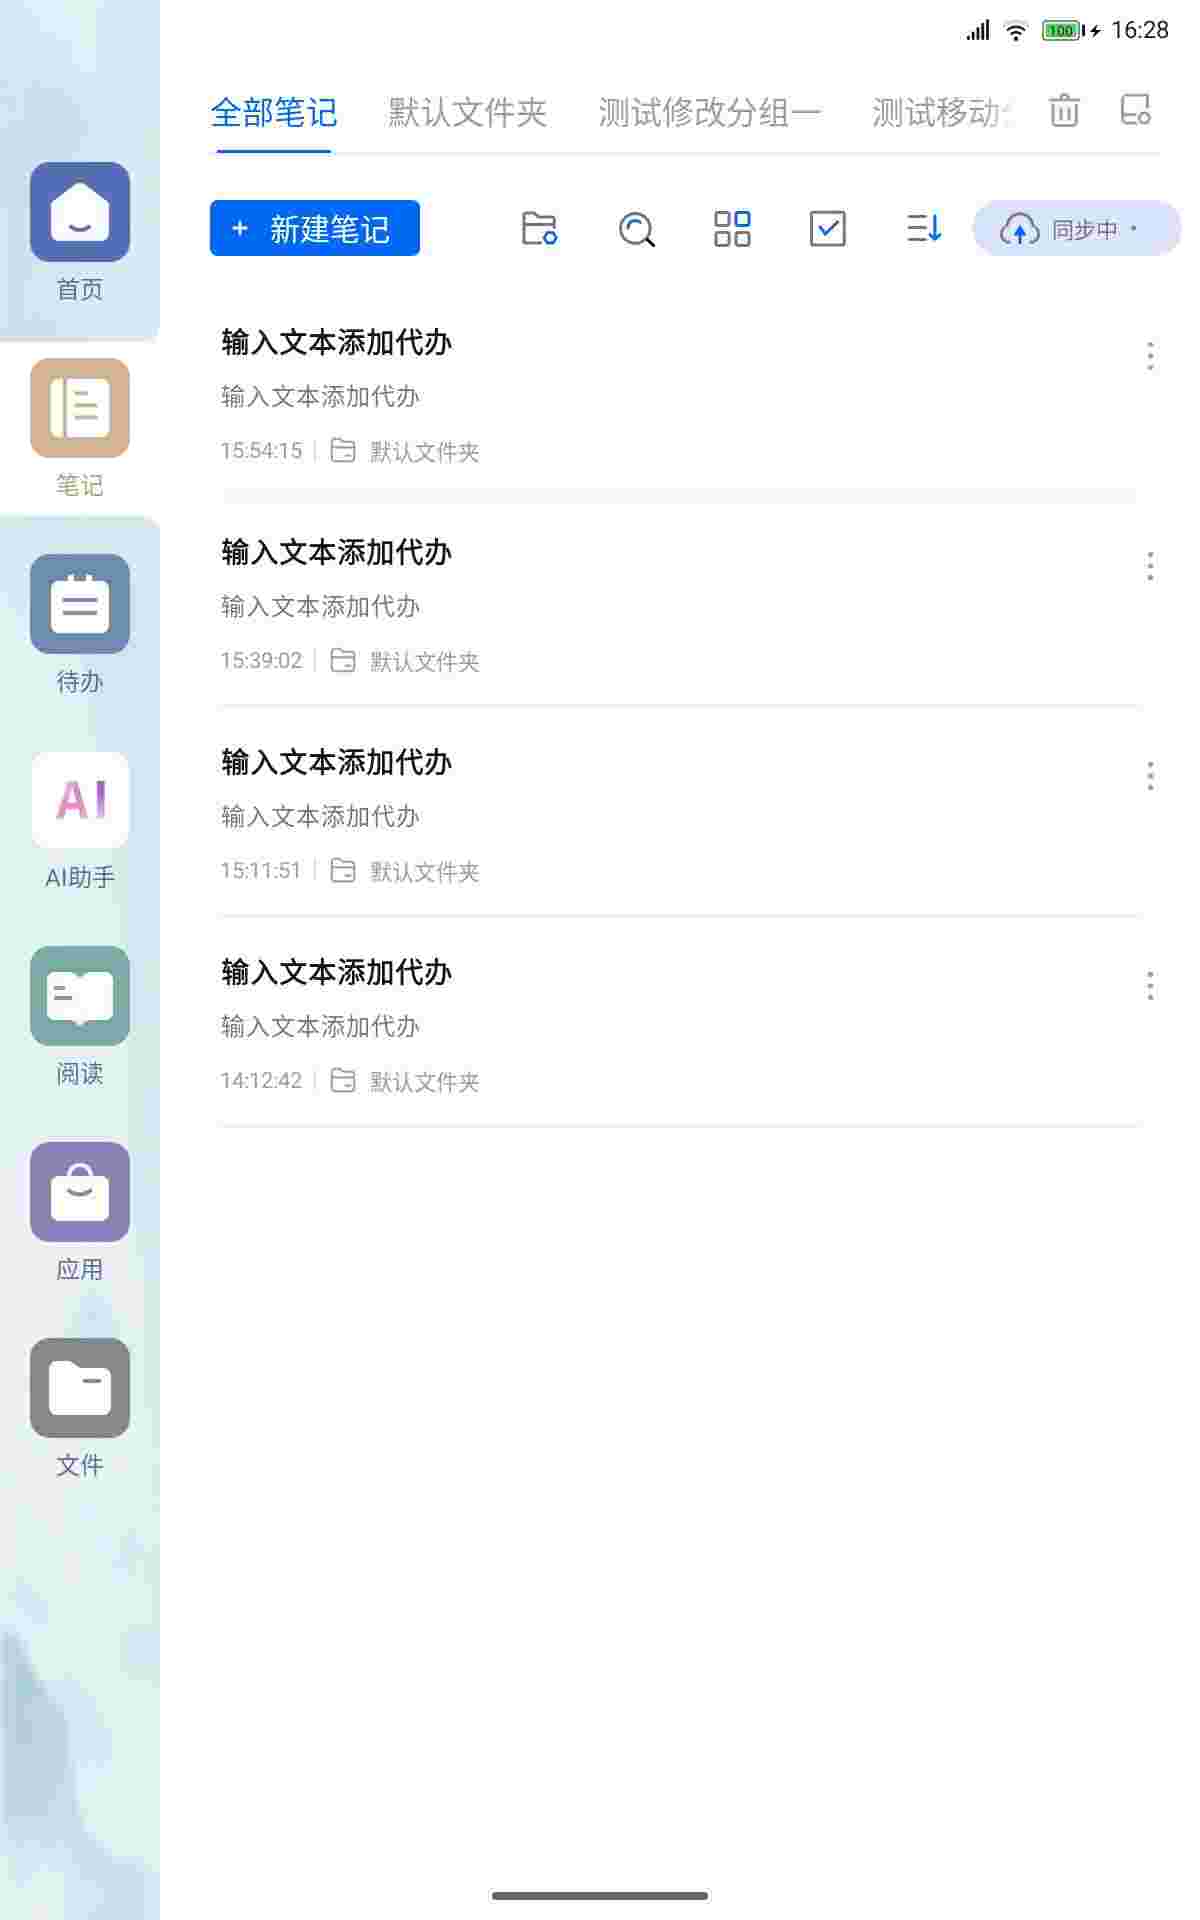 100 16:28
全部笔记 默认文件夹 测试修改分组一 测试移动
+ 新建笔记 同步中 ·
首页
笔记
待办
AI
AI助手
阅读
应用
文件
输入文本添加代办
输入文本添加代办
15:54:15 默认文件夹
输入文本添加代办
输入文本添加代办
15:39:02 默认文件夹
输入文本添加代办
输入文本添加代办
15:11:51 默认文件夹
输入文本添加代办
输入文本添加代办
14:12:42 默认文件夹